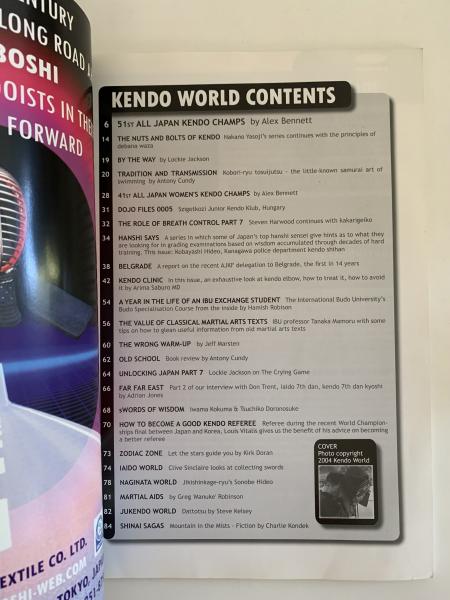 ENTURY
LONG ROAD
BOSHI
OISTS IN THE
FORWARD
EXTILE CO. LTD.
OSHI-WEB.COM
TOKYO, JAPA
KENDO WORLD CONTENTS
6 51ST ALL JAPAN KENDO CHAMPS by Alex Bennett
14 THE NUTS AND BOLTS OF KENDO Nakano Yasoji's series continues with the principles of
debana waza
19 BY THE WAY by Lockie Jackson
20 TRADITION AND TRANSMISSION Kobori-ryu tosuijutsu - the little-known samurai art of
swimming by Antony Cundy
28 41ST ALL JAPAN WOMEN'S KENDO CHAMPS by Alex Bennett
31 DOJO FILES 0005 Szigetkozi Junior Kendo Klub, Hungary
32 THE ROLE OF BREATH CONTROL PART 7 Steven Harwood continues with kakarigeiko
34 HANSHI SAYS A series in which some of Japan's top hanshi sensei give hints as to what they
are looking for in grading examinations based on wisdom accumulated through decades of hard
training. This issue: Kobayashi Hideo, Kanagawa police department kendo shihan
38 BELGRADE A report on the recent AJKF delegation to Belgrade, the first in 14 years
42 KENDO CLINIC In this issue, an exhaustive look at kendo elbow, how to treat it, how to avoid
it by Arima Saburo MD
54 A YEAR IN THE LIFE OF AN IBU EXCHANGE STUDENT The International Budo University's
Budo Specialisation Course from the inside by Hamish Robison
56 THE VALUE OF CLASSICAL MARTIAL ARTS TEXTS IBU professor Tanaka Mamoru with some
tips on how to glean useful information from old martial arts texts
60 THE WRONG WARM-UP by Jeff Marsten
62 OLD SCHOOL Book review by Antony Cundy
64 UNLOCKING JAPAN PART 7 Lockie Jackson on The Crying Game
66 FAR FAR EAST Part 2 of our interview with Don Trent, iaido 7th dan, kendo 7th dan kyoshi
by Adrian Jones
68 sWORDS OF WISDOM Iwama Kokuma & Tsuchiko Doronosuke
70 HOW TO BECOME A GOOD KENDO REFEREE Referee during the recent World Champion-
ships final between Japan and Korea, Louis Vitalis gives us the benefit of his advice on becoming
a better referee
73 ZODIAC ZONE Let the stars guide you by Kirk Doran
74 IAIDO WORLD Clive Sinclaire looks at collecting swords
78 NAGINATA WORLD Jikishinkage-ryu's Sonobe Hideo
81 MARTIAL AIDS by Greg 'Wanuke' Robinson
82 JUKENDO WORLD Dattotsu by Steve Kelsey
84 SHINAI SAGAS Mountain in the Mists - Fiction by Charlie Kondek
COVER
Photo copyright
2004 Kendo World